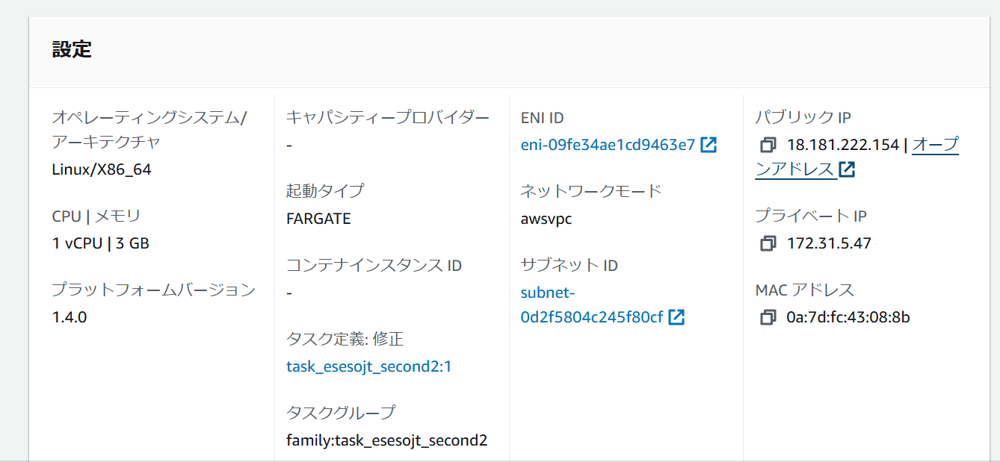 設定
オペレーティングシステム/
アーキテクチャ
Linux/X86_64
CPU | メモリ
1 vCPU | 3 GB
プラットフォームバージョン
1.4.0
キャパシティープロバイダー
-
起動タイプ
FARGATE
コンテナインスタンス ID
-
タスク定義: 修正
task_esesojt_second2:1
タスクグループ
family:task_esesojt_second2
ENI ID
eni-09fe34ae1cd9463e7
ネットワークモード
awsvpc
サブネット ID
subnet-
0d2f5804c245f80cf
パブリック IP
18.181.222.154 | オープ
ンアドレス
プライベート IP
172.31.5.47
MAC アドレス
0a:7d:fc:43:08:8b